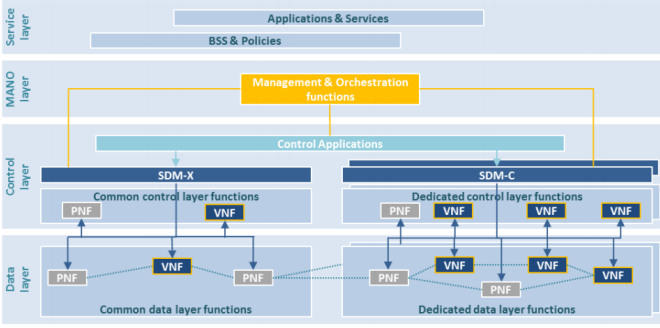 Service
layer
Applications & Services
BSS & Policies
MANO
layer
Management & Orchestration
functions
Control
layer
Control Applications
SDM-X
SDM-C
Common control layer functions
Dedicated control layer functions
PNF
VNF
PNF
VNF
VNF
VNF
Data
layer
PNF
VNF
PNF
PNF
VNF
PNF
VNF
VNF
Common data layer functions
Dedicated data layer functions